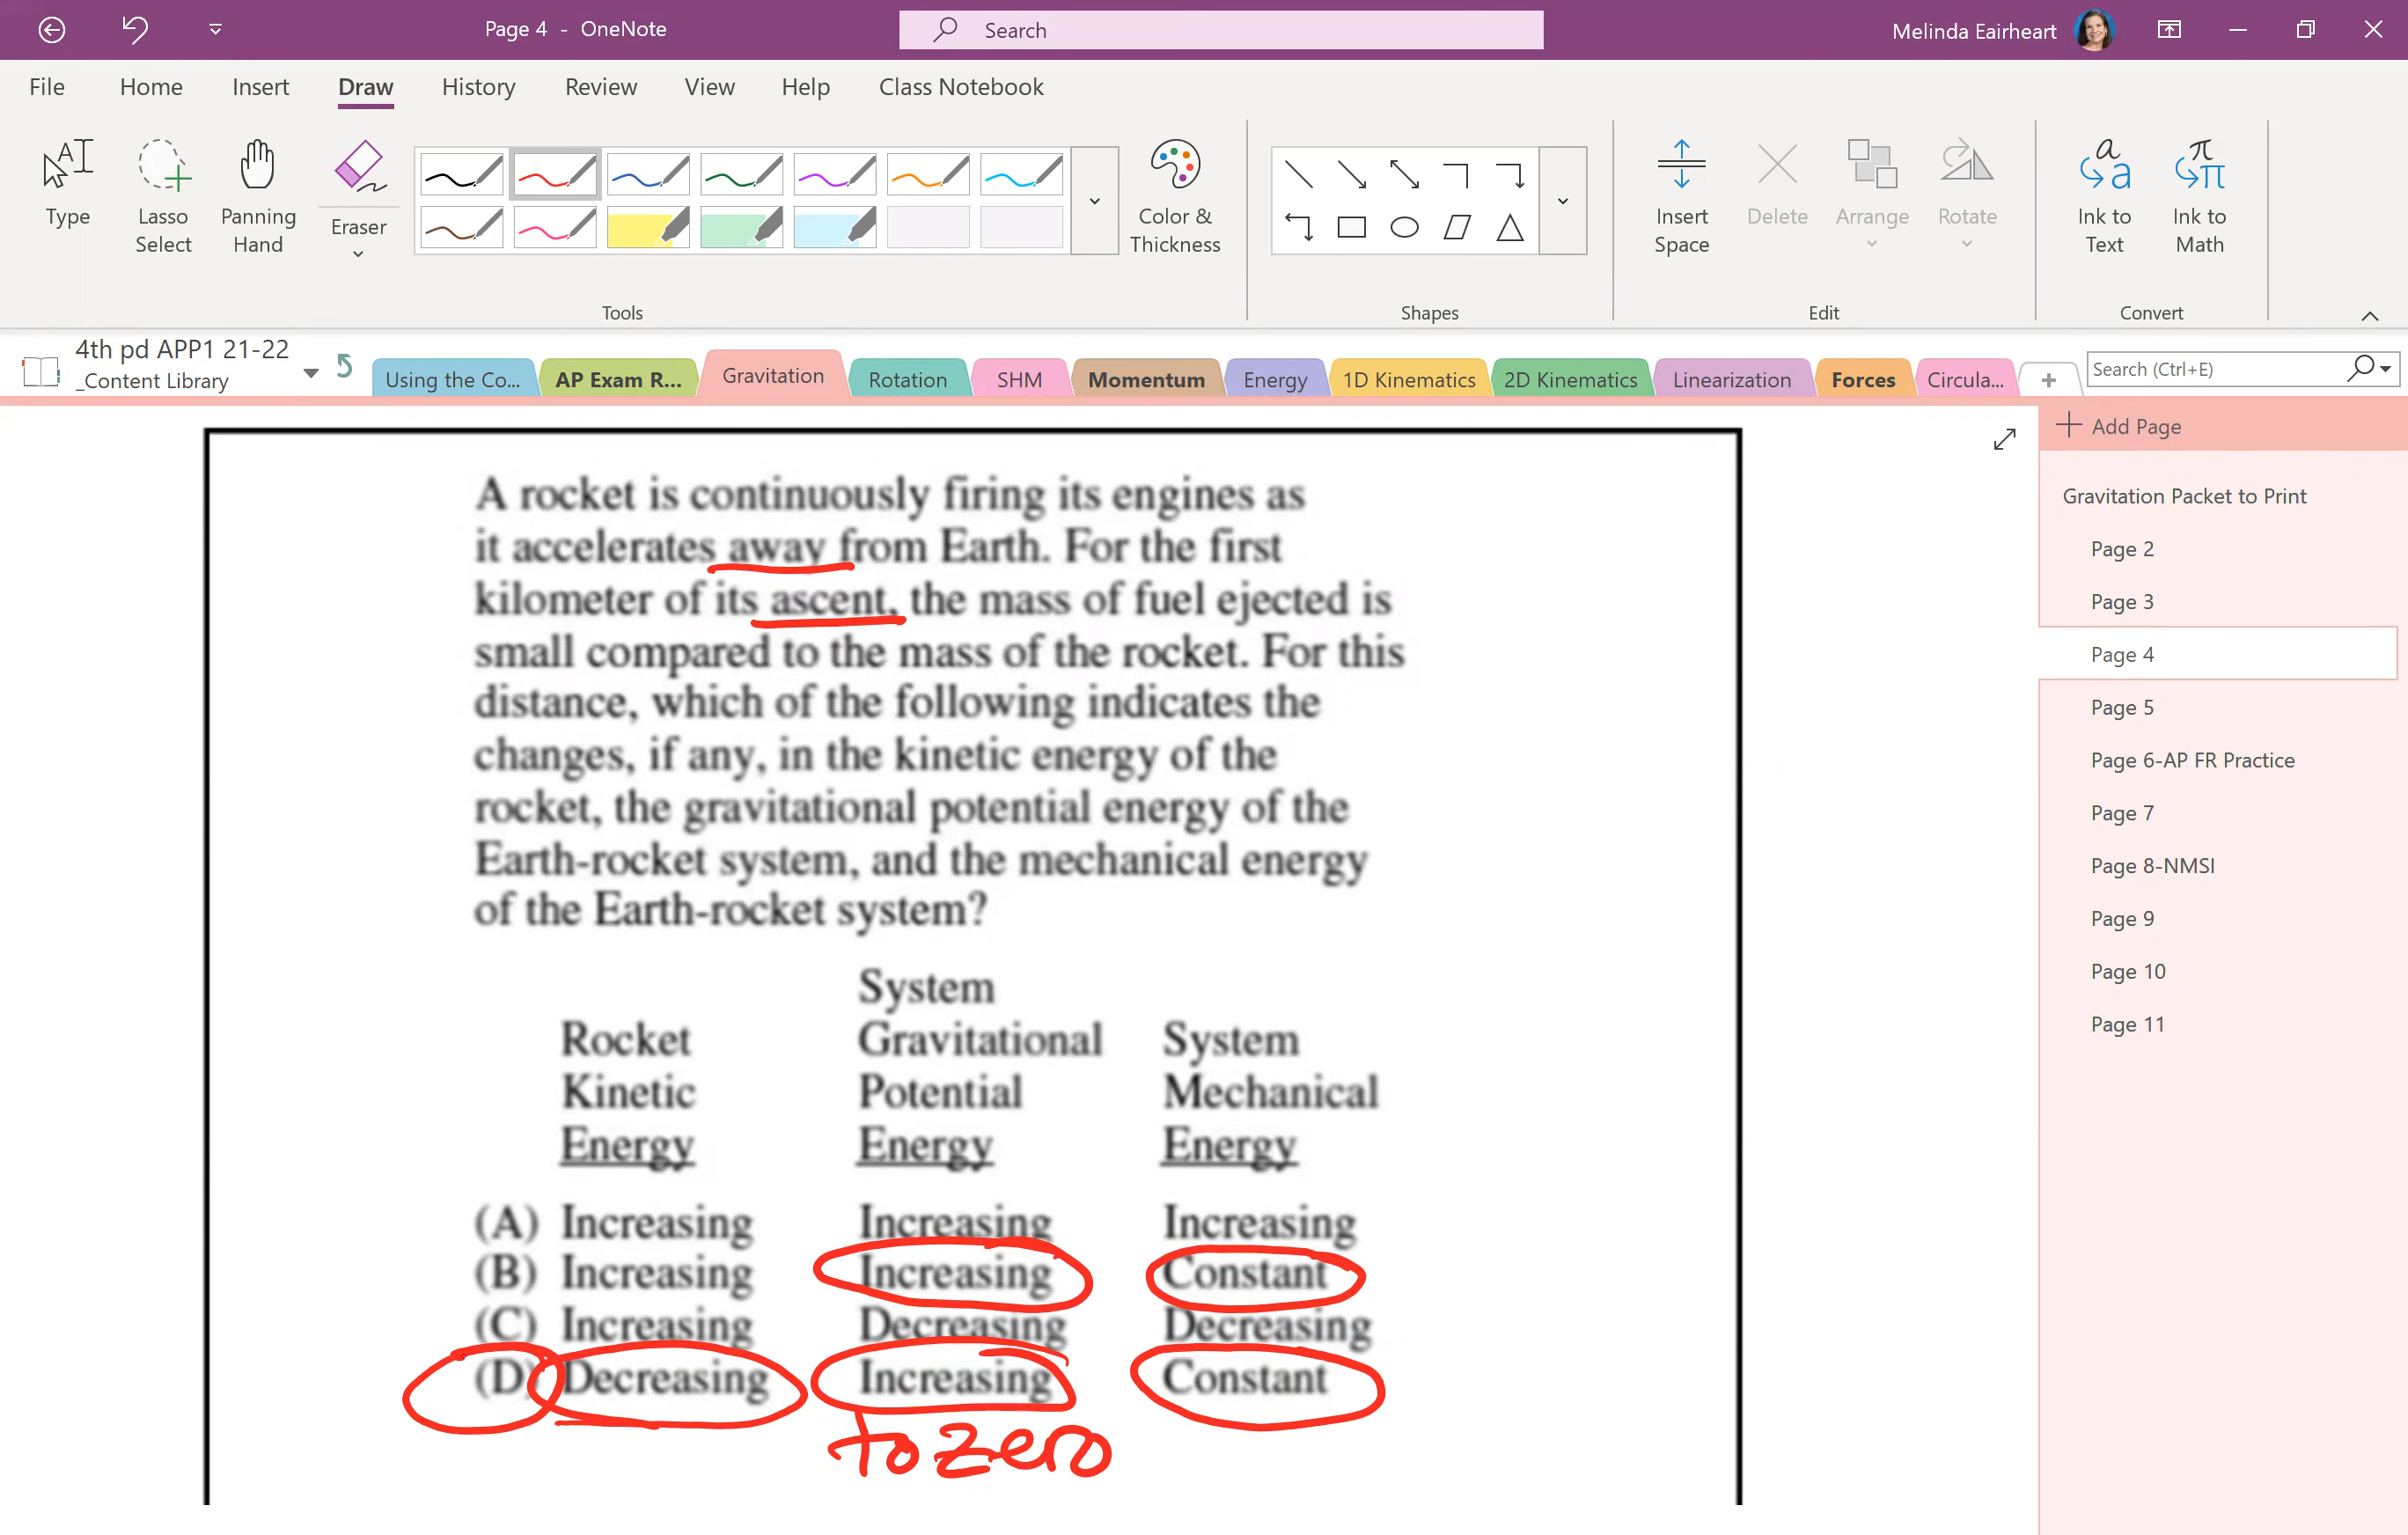 Page 4 - OneNote
Search
Melinda Eairheart
File Home Insert Draw History Review View Help Class Notebook
Type
Lasso Select
Panning Hand
Eraser
Color & Thickness
Insert Space
Delete
Arrange
Rotate
a
a
Ink to Text
π
π
Ink to Math
Tools
Shapes
Edit
Convert
4th pd APP1 21-22
_Content Library
Using the Co... AP Exam R... Gravitation Rotation SHM Momentum Energy 1D Kinematics 2D Kinematics Linearization Forces Circula... +
Search (Ctrl+E)
A rocket is continuously firing its engines as
it accelerates away from Earth. For the first
kilometer of its ascent, the mass of fuel ejected is
small compared to the mass of the rocket. For this
distance, which of the following indicates the
changes, if any, in the kinetic energy of the
rocket, the gravitational potential energy of the
Earth-rocket system, and the mechanical energy
of the Earth-rocket system?
System
Rocket Gravitational System
Kinetic Potential Mechanical
Energy Energy Energy
(A) Increasing Increasing Increasing
(B) Increasing Increasing Constant
(C) Increasing Decreasing Decreasing
(D) Decreasing Increasing Constant
to zero
Add Page
Gravitation Packet to Print
Page 2
Page 3
Page 4
Page 5
Page 6-AP FR Practice
Page 7
Page 8-NMSI
Page 9
Page 10
Page 11